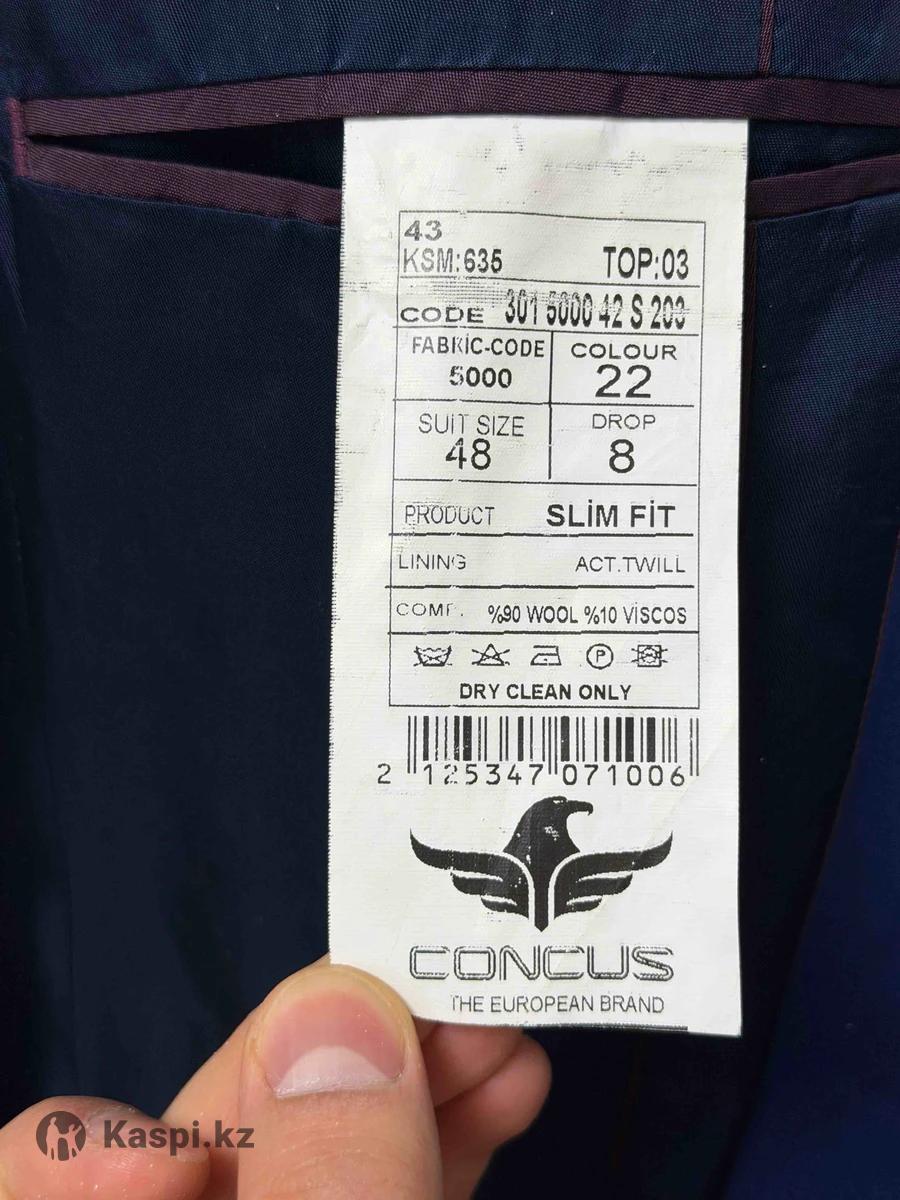 43
KSM:635 TOP:03
CODE 301 5000 42 S 203
FABRIC-CODE COLOUR
5000 22
SUIT SIZE DROP
48 8
PRODUCT SLİM FİT
LINING ACT.TWILL
COMP. %90 WOOL %10 VİSCOS
P
DRY CLEAN ONLY
2 125347 071006
CONCUS
THE EUROPEAN BRAND
Kaspi.kz